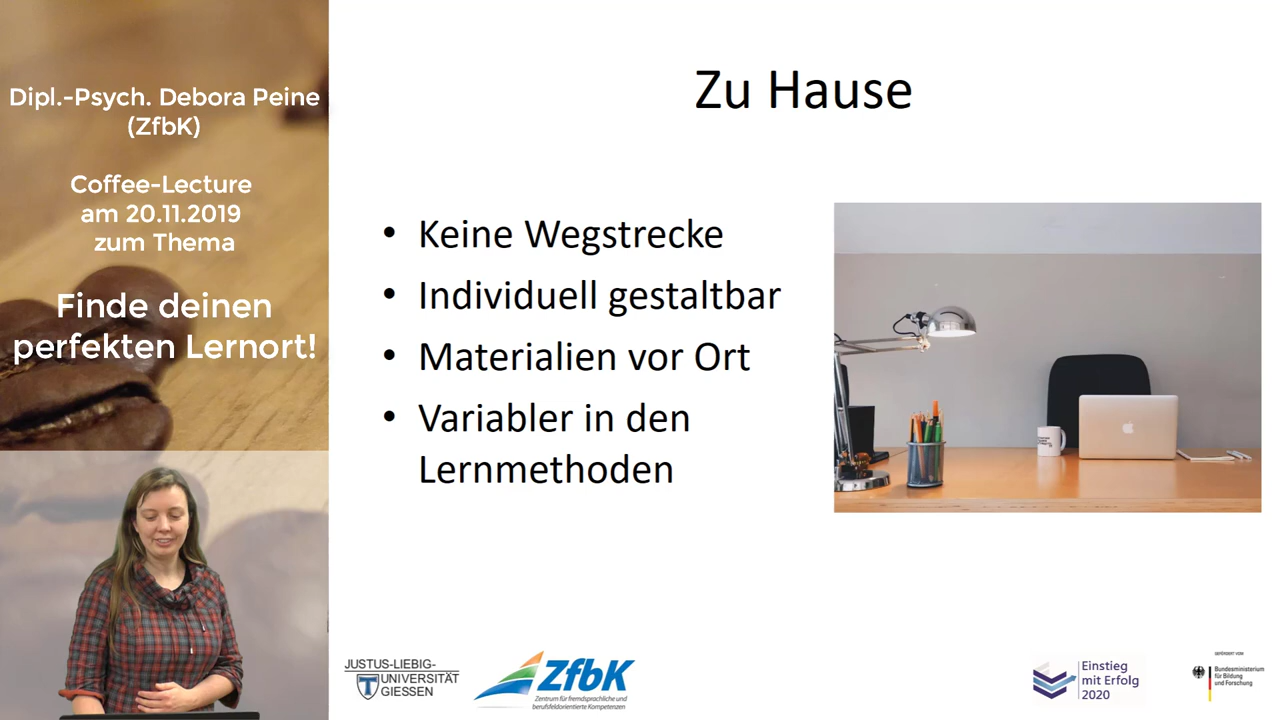 Dipl.-Psych. Debora Peine
(ZfbK)
Coffee-Lecture
am 20.11.2019
zum Thema
Finde deinen
perfekten Lernort!
Zu Hause
• Keine Wegstrecke
• Individuell gestaltbar
• Materialien vor Ort
• Variabler in den
Lernmethoden
JUSTUS-LIEBIG-
UNIVERSITÄT
GIESSEN
ZfbK
Zentrum für fremdsprachliche und
berufsfeldorientierte Kompetenzen
Einstieg
mit Erfolg
2020
GEFÖRDERT VOM
Bundesministerium
für Bildung
und Forschung